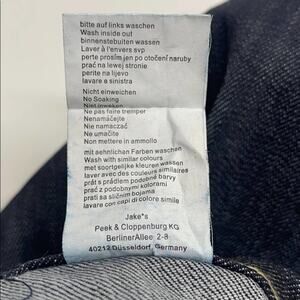 bitte auf links waschen
Wash inside out
binnenstebuiten wassen
Laver à l'envers svp
perte prosím jen po otočení naruby
prać na lewej stronie
perite na lijevo
lavare a sinistra
Nicht einweichen
No Soaking
Niet inweken
Ne pas faire tremper
Nenamáčejte
Nie namaczać
Ne umačite
Non mettere in ammollo
mit aehnlichen Farben waschen
Wash with similar colours
met soortgelijke kleuren wassen
laver avec des couleurs similaires
prát s prádlem podobné barvy
prać z podobnymi kolorami
prati sa sličnim bojama
lavare con capi di colore simile
Jake*s
Peek & Cloppenburg KG
BerlinerAllee 2-8
40212 Düsseldorf, Germany